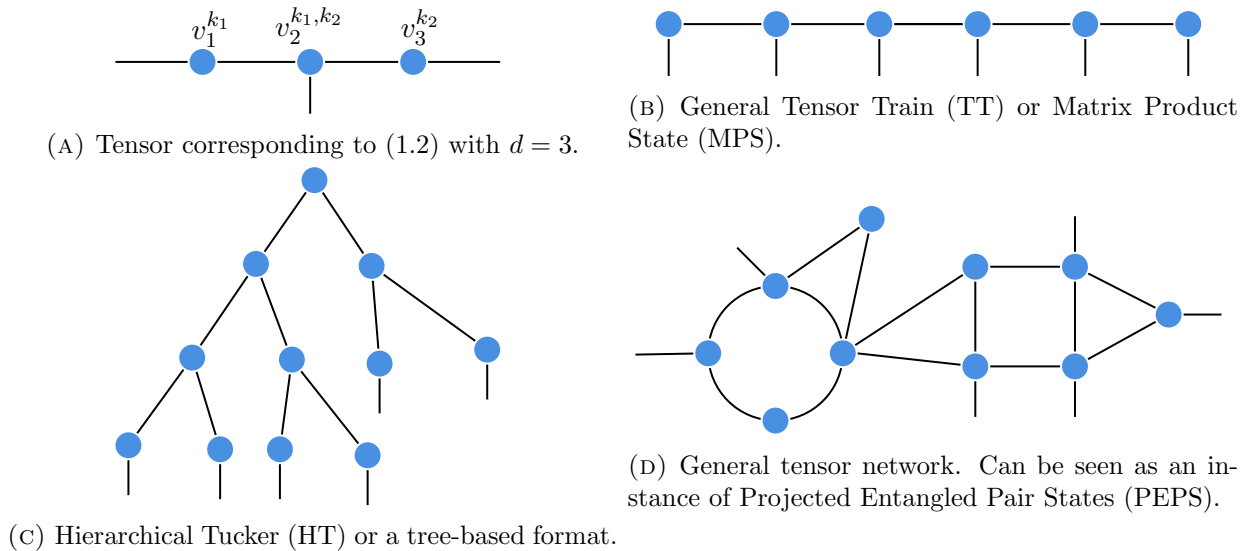 $v_1^{k_1}$ $v_2^{k_1,k_2}$ $v_3^{k_2}$
(A) Tensor corresponding to (1.2) with $d = 3$.
(B) General Tensor Train (TT) or Matrix Product
State (MPS).
(C) Hierarchical Tucker (HT) or a tree-based format.
(D) General tensor network. Can be seen as an in-
stance of Projected Entangled Pair States (PEPS).